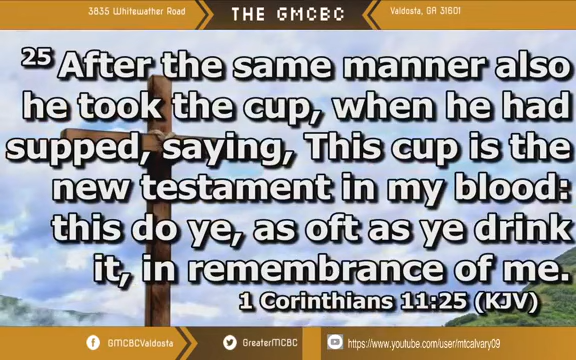 3835 Whitewather Road
THE GMCBC
Valdosta, GA 31601
25 After the same manner also
he took the cup, when he had
supped, saying, This cup is the
new testament in my blood:
this do ye, as oft as ye drink
it, in remembrance of me.
1 Corinthians 11:25 (KJV)
GMCBCValdosta
GreaterMCBC
https://www.youtube.com/user/mtcalvary09